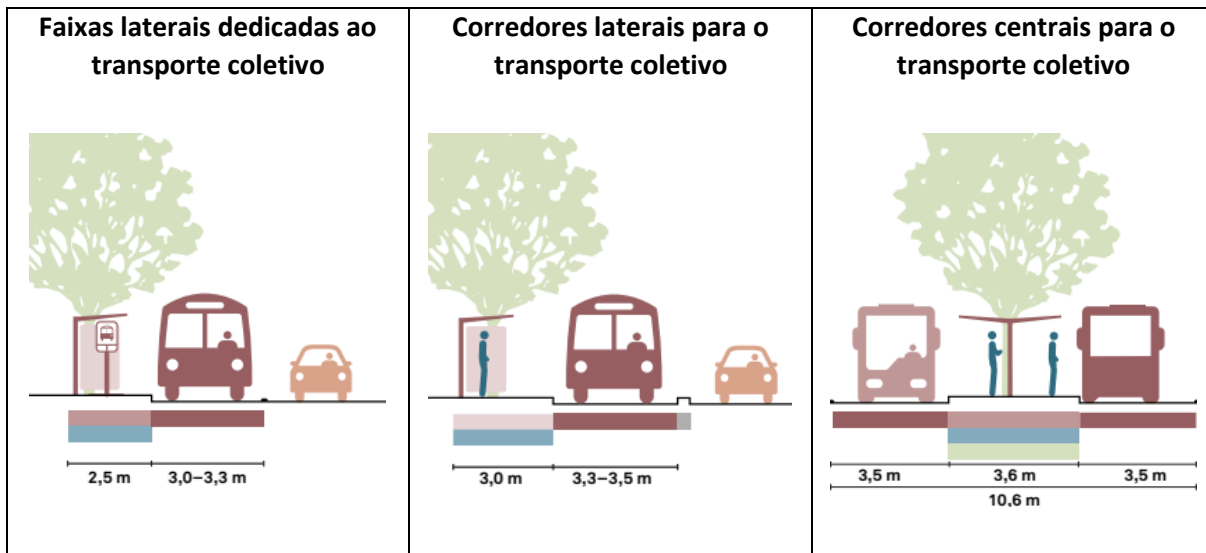 Faixas laterais dedicadas ao
transporte coletivo
2,5 m
3,0–3,3 m
Corredores laterais para o
transporte coletivo
3,0 m
3,3–3,5 m
Corredores centrais para o
transporte coletivo
3,5 m
3,6 m
3,5 m
10,6 m